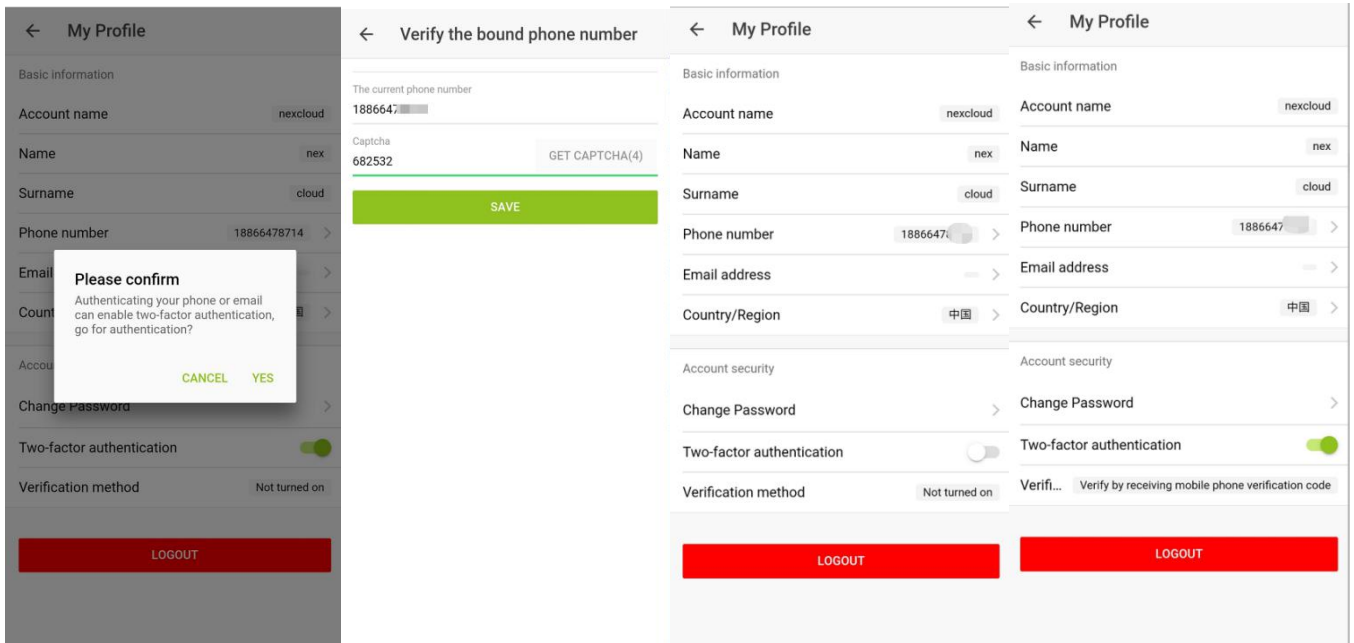 My Profile
Basic information
Account name nexcloud
Name nex
Surname cloud
Phone number 18866478714
Email
Count
Please confirm
Authenticating your phone or email
can enable two-factor authentication,
go for authentication?
CANCEL YES
Accou
Change Password
Two-factor authentication
Verification method Not turned on
LOGOUT
Verify the bound phone number
The current phone number
1886647
Captcha
682532 GET CAPTCHA(4)
SAVE
My Profile
Basic information
Account name nexcloud
Name nex
Surname cloud
Phone number 1886647
Email address
Country/Region 中国
Account security
Change Password
Two-factor authentication
Verification method Not turned on
LOGOUT
My Profile
Basic information
Account name nexcloud
Name nex
Surname cloud
Phone number 1886647
Email address
Country/Region 中国
Account security
Change Password
Two-factor authentication
Verifi... Verify by receiving mobile phone verification code
LOGOUT